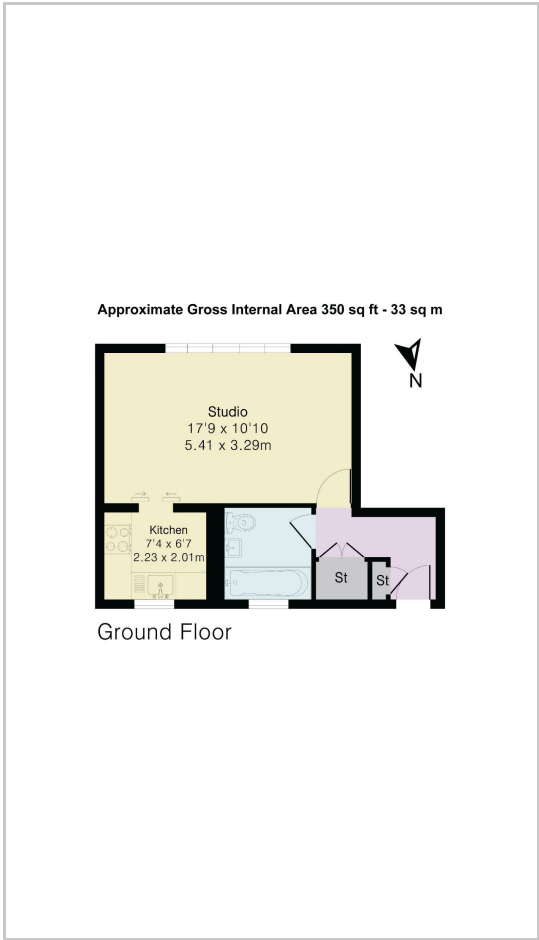 Approximate Gross Internal Area 350 sq ft - 33 sq m
N
Studio
17'9 x 10'10
5.41 x 3.29m
Kitchen
7'4 x 6'7
2.23 x 2.01m
St
St
Ground Floor